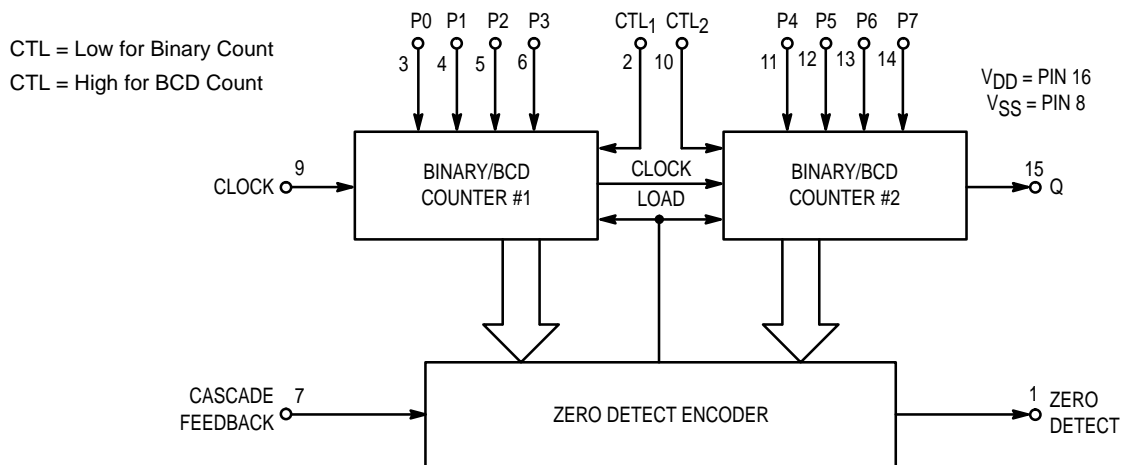 CTL = Low for Binary Count
CTL = High for BCD Count
P0 P1 P2 P3 CTL1 CTL2 P4 P5 P6 P7
3 4 5 6 2 10 11 12 13 14
VDD = PIN 16
VSS = PIN 8
CLOCK 9
BINARY/BCD
COUNTER #1
CLOCK
LOAD
BINARY/BCD
COUNTER #2
15
Q
CASCADE
FEEDBACK
7
ZERO DETECT ENCODER
1
ZERO
DETECT